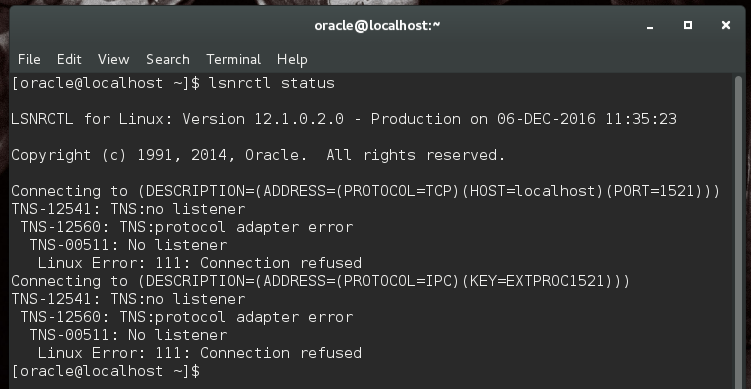 oracle@localhost:~
File Edit View Search Terminal Help
[oracle@localhost ~]$ lsnrctl status
LSNRCTL for Linux: Version 12.1.0.2.0 - Production on 06-DEC-2016 11:35:23
Copyright (c) 1991, 2014, Oracle.  All rights reserved.
Connecting to (DESCRIPTION=(ADDRESS=(PROTOCOL=TCP)(HOST=localhost)(PORT=1521)))
TNS-12541: TNS:no listener
 TNS-12560: TNS:protocol adapter error
  TNS-00511: No listener
   Linux Error: 111: Connection refused
Connecting to (DESCRIPTION=(ADDRESS=(PROTOCOL=IPC)(KEY=EXTPROC1521)))
TNS-12541: TNS:no listener
 TNS-12560: TNS:protocol adapter error
  TNS-00511: No listener
   Linux Error: 111: Connection refused
[oracle@localhost ~]$